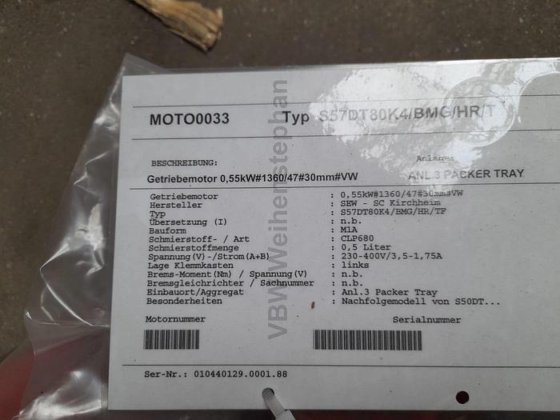 MOTO0033 Typ S57DT80K4/BMG/HR/T
BESCHREIBUNG:
Getriebemotor 0,55kW#1360/47#30mm#VW ANL.3 PACKER TRAY
Getriebemotor : 0,55kW#1360/47#30mm#VW
Hersteller : SEW - SC Kirchheim
Typ : S57DT80K4/BMG/HR/TF
Übersetzung (I) : n.b.
Bauform : M1A
Schmierstoff- / Art : CLP680
Schmierstoffmenge : 0,5 Liter
Spannung(V)-/Strom(A+B) : 230-400V/3,5-1,75A
Lage Klemmkasten : links
Brems-Moment(Nm) / Spannung(V) : n.b.
Bremsgleichrichter / Sachnummer : n.b.
Einbauort/Aggregat : Anl.3 Packer Tray
Besonderheiten : Nachfolgemodell von S50DT...
Motornummer Serialnummer
Ser-Nr.: 010440129.0001.88
VBWWeihenstephan